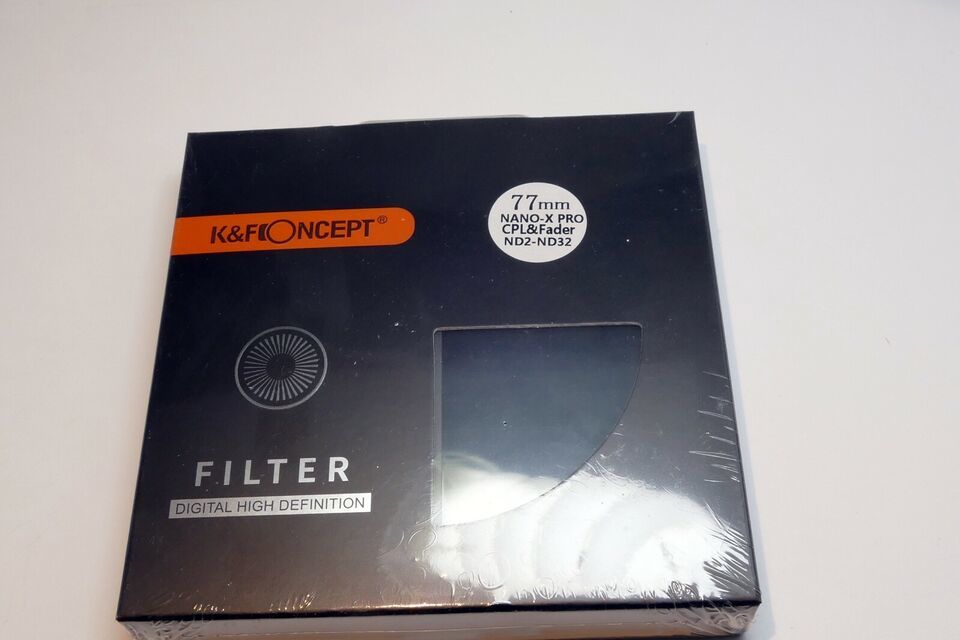 K&F CONCEPT®
77mm
NANO-X PRO
CPL&Fader
ND2-ND32
FILTER
DIGITAL HIGH DEFINITION